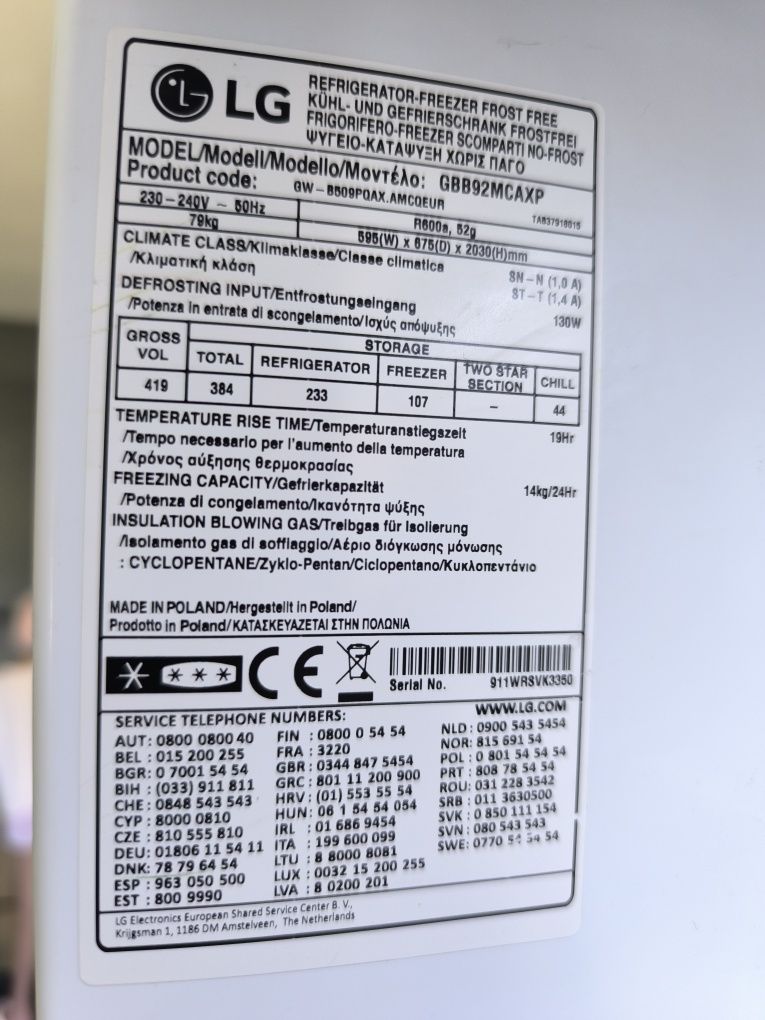 LG
REFRIGERATOR-FREEZER FROST FREE
KÜHL- UND GEFRIERSCHRANK FROSTFREI
FRIGORIFERO-FREEZER SCOMPARTI NO-FROST
ΨΥΓΕΙΟ-ΚΑΤΑΨΥΞΗ ΧΩΡΙΣ ΠΑΓΟ
MODEL/Modell/Modello/Μοντέλο: GBB92MCAXP
Product code: GW-B509PQAX.AMCQEUR
TAB37918015
230-240V ~ 50Hz R600a, 52g
79kg 595(W) x 675(D) x 2030(H)mm
CLIMATE CLASS/Klimaklasse/Classe climatica SN-N (1,0 A)
/Κλιματική κλάση ST-T (1,4 A)
DEFROSTING INPUT/Entfrostungseingang
/Potenza in entrata di scongelamento/Ισχύς απόψυξης 130W
GROSS VOL STORAGE
TOTAL REFRIGERATOR FREEZER TWO STAR SECTION CHILL
419 384 233 107 – 44
TEMPERATURE RISE TIME/Temperaturanstiegszeit 19Hr
/Tempo necessario per l'aumento della temperatura
/Χρόνος αύξησης θερμοκρασίας
FREEZING CAPACITY/Gefrierkapazität 14kg/24Hr
/Potenza di congelamento/Ικανότητα ψύξης
INSULATION BLOWING GAS/Treibgas für Isolierung
/Isolamento gas di soffiaggio/Αέριο διόγκωσης μόνωσης
: CYCLOPENTANE/Zyklo-Pentan/Ciclopentano/Κυκλοπεντάνιο
MADE IN POLAND/Hergestellt in Poland/
Prodotto in Poland/ΚΑΤΑΣΚΕΥΑΖΕΤΑΙ ΣΤΗΝ ΠΟΛΩΝΙΑ
CE
Serial No. 911WRSVK3350
SERVICE TELEPHONE NUMBERS: WWW.LG.COM
AUT: 0800 0800 40
BEL : 015 200 255
BGR: 0 7001 54 54
BIH : (033) 911 811
CHE : 0848 543 543
CYP : 8000 0810
CZE : 810 555 810
DEU: 01806 11 54 11
DNK: 78 79 64 54
ESP : 963 050 500
EST : 800 9990
FIN : 0800 0 54 54
FRA : 3220
GBR: 0344 847 5454
GRC: 801 11 200 900
HRV: (01) 553 55 54
HUN: 06 1 54 54 054
IRL : 01 686 9454
ITA : 199 600 099
LTU : 8 8000 8081
LUX : 0032 15 200 255
LVA : 8 0200 201
NLD : 0900 543 5454
NOR: 815 691 54
POL : 0 801 54 54 54
PRT : 808 78 54 54
ROU: 031 228 3542
SRB : 011 3630500
SVK : 0 850 111 154
SVN : 080 543 543
SWE: 0770 54 54 54
LG Electronics European Shared Service Center B.V.,
Krijgsman 1, 1186 DM Amstelveen, The Netherlands